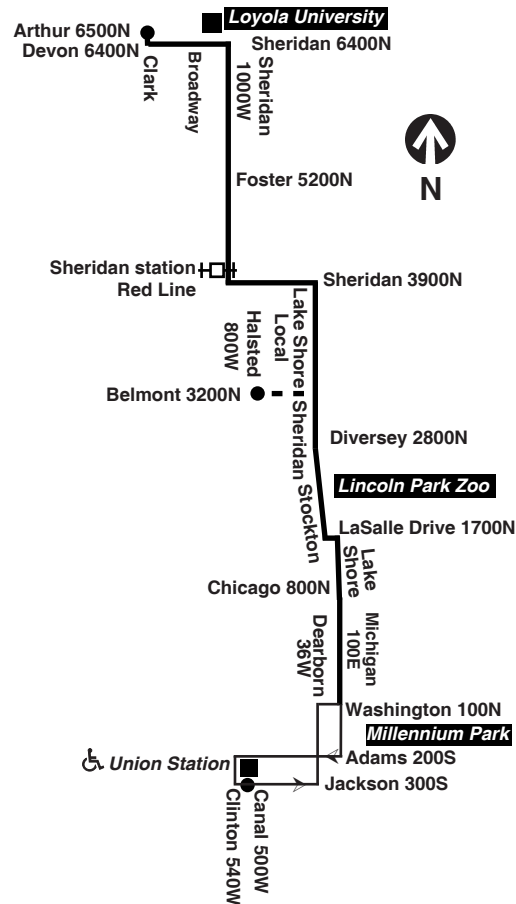 Loyola University
Arthur 6500N
Devon 6400N
Sheridan 6400N
Clark
Broadway
Sheridan
1000W
N
Foster 5200N
Sheridan station
Red Line
Sheridan 3900N
Lake Shore
Local
Halsted
800W
Belmont 3200N
Sheridan
Diversey 2800N
Stockton
Lincoln Park Zoo
LaSalle Drive 1700N
Lake
Shore
Chicago 800N
Dearborn
36W
Michigan
100E
Washington 100N
Millennium Park
Adams 200S
Union Station
Jackson 300S
Canal 500W
Clinton 540W